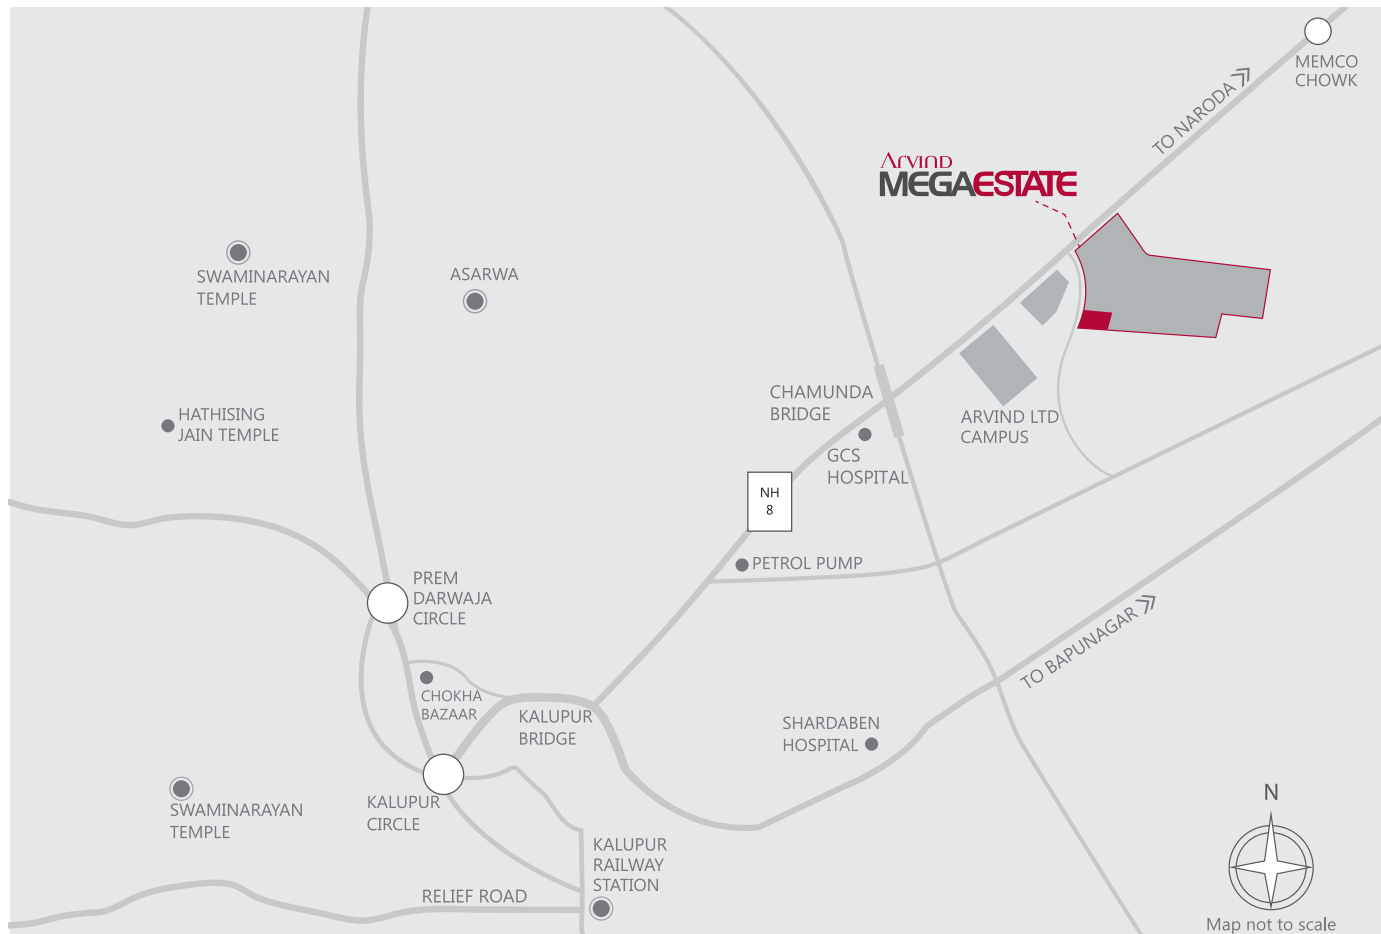 MEMCO
CHOWK
TO NARODA
ARVIND
MEGAESTATE
SWAMINARAYAN
TEMPLE
ASARWA
CHAMUNDA
BRIDGE
HATHISING
JAIN TEMPLE
ARVIND LTD
CAMPUS
GCS
HOSPITAL
NH
8
PETROL PUMP
PREM
DARWAJA
CIRCLE
TO BAPUNAGAR
CHOKHA
BAZAAR
KALUPUR
BRIDGE
SHARDABEN
HOSPITAL
SWAMINARAYAN
TEMPLE
KALUPUR
CIRCLE
N
KALUPUR
RAILWAY
STATION
RELIEF ROAD
Map not to scale